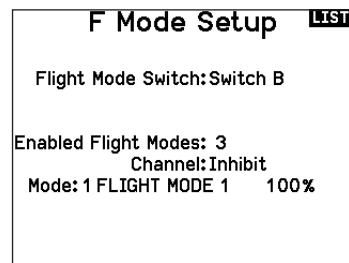 F Mode Setup LIST
Flight Mode Switch: Switch B
Enabled Flight Modes: 3
Channel: Inhibit
Mode: 1 FLIGHT MODE 1 100%